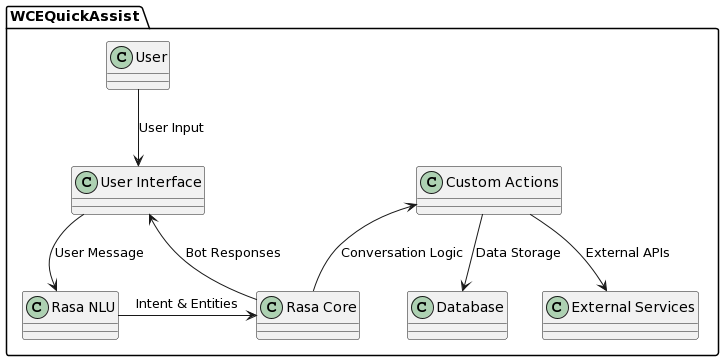 WCEQuickAssist
C User
User Input
C User Interface
C Custom Actions
User Message
Bot Responses
Conversation Logic
Data Storage
External APIs
C Rasa NLU
Intent & Entities
C Rasa Core
C Database
C External Services